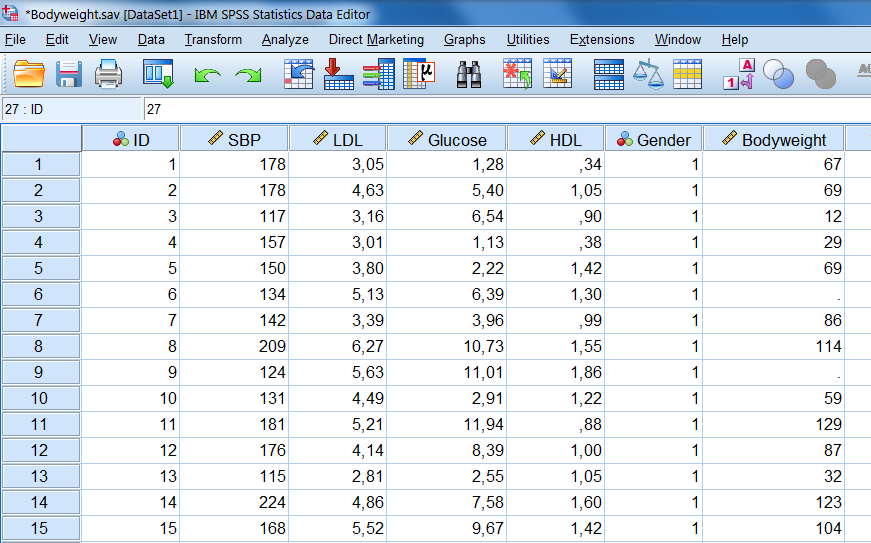 *Bodyweight.sav [DataSet1] - IBM SPSS Statistics Data Editor
File Edit View Data Transform Analyze Direct Marketing Graphs Utilities Extensions Window Help
μ A 1
27 : ID 27
ID SBP LDL Glucose HDL Gender Bodyweight
1 1 178 3,05 1,28 ,34 1 67
2 2 178 4,63 5,40 1,05 1 69
3 3 117 3,16 6,54 ,90 1 12
4 4 157 3,01 1,13 ,38 1 29
5 5 150 3,80 2,22 1,42 1 69
6 6 134 5,13 6,39 1,30 1 .
7 7 142 3,39 3,96 ,99 1 86
8 8 209 6,27 10,73 1,55 1 114
9 9 124 5,63 11,01 1,86 1 .
10 10 131 4,49 2,91 1,22 1 59
11 11 181 5,21 11,94 ,88 1 129
12 12 176 4,14 8,39 1,00 1 87
13 13 115 2,81 2,55 1,05 1 32
14 14 224 4,86 7,58 1,60 1 123
15 15 168 5,52 9,67 1,42 1 104